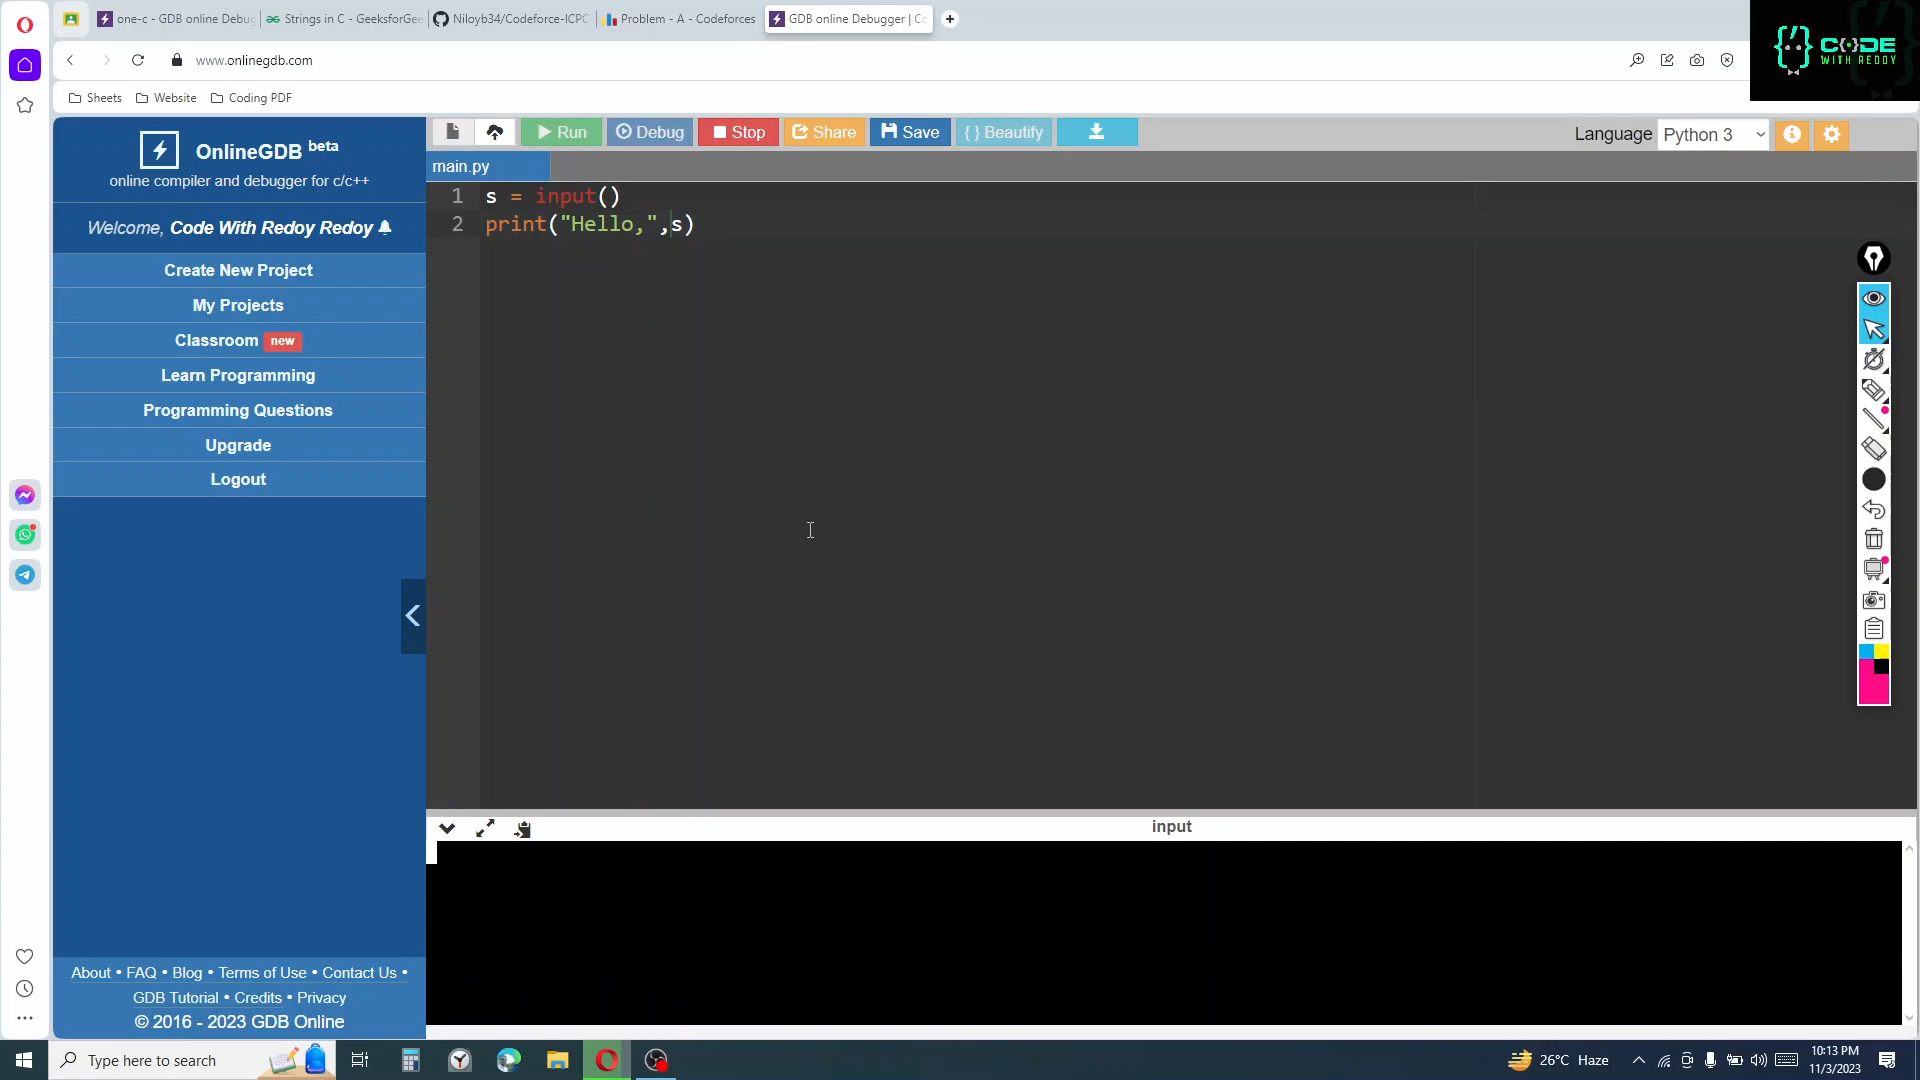 one-c - GDB online Debu
Strings in C - GeeksforGee
Niloyb34/Codeforce-ICPC
Problem - A - Codeforces
GDB online Debugger | Co
www.onlinegdb.com
CODE
WITH REDOY
Sheets
Website
Coding PDF
OnlineGDB beta
online compiler and debugger for c/c++
Welcome, Code With Redoy Redoy
Create New Project
My Projects
Classroom new
Learn Programming
Programming Questions
Upgrade
Logout
About • FAQ • Blog • Terms of Use • Contact Us •
GDB Tutorial • Credits • Privacy
© 2016 - 2023 GDB Online
Run
Debug
Stop
Share
Save
{ } Beautify
Language Python 3
main.py
1 s = input()
2 print("Hello,",s)
input
Type here to search
26°C Haze
10:13 PM
11/3/2023